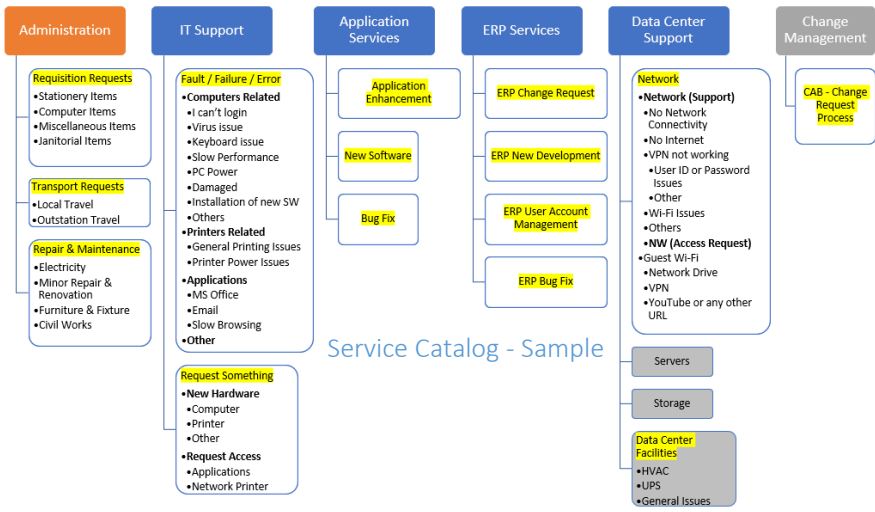 Administration
Requisition Requests
•Stationery Items
•Computer Items
•Miscellaneous Items
•Janitorial Items
Transport Requests
•Local Travel
•Outstation Travel
Repair & Maintenance
•Electricity
•Minor Repair &
Renovation
•Furniture & Fixture
•Civil Works
IT Support
Fault / Failure / Error
•Computers Related
•I can't login
•Virus issue
•Keyboard issue
•Slow Performance
•PC Power
•Damaged
•Installation of new SW
•Others
•Printers Related
•General Printing Issues
•Printer Power Issues
•Applications
•MS Office
•Email
•Slow Browsing
•Other
Request Something
•New Hardware
•Computer
•Printer
•Other
•Request Access
•Applications
•Network Printer
Application
Services
Application
Enhancement
New Software
Bug Fix
ERP Services
ERP Change Request
ERP New Development
ERP User Account
Management
ERP Bug Fix
Data Center
Support
Network
•Network (Support)
•No Network
Connectivity
•No Internet
•VPN not working
•User ID or Password
Issues
•Other
•Wi-Fi Issues
•Others
•NW (Access Request)
•Guest Wi-Fi
•Network Drive
•VPN
•YouTube or any other
URL
Servers
Storage
Data Center
Facilities
•HVAC
•UPS
•General Issues
Change
Management
CAB - Change
Request
Process
Service Catalog - Sample